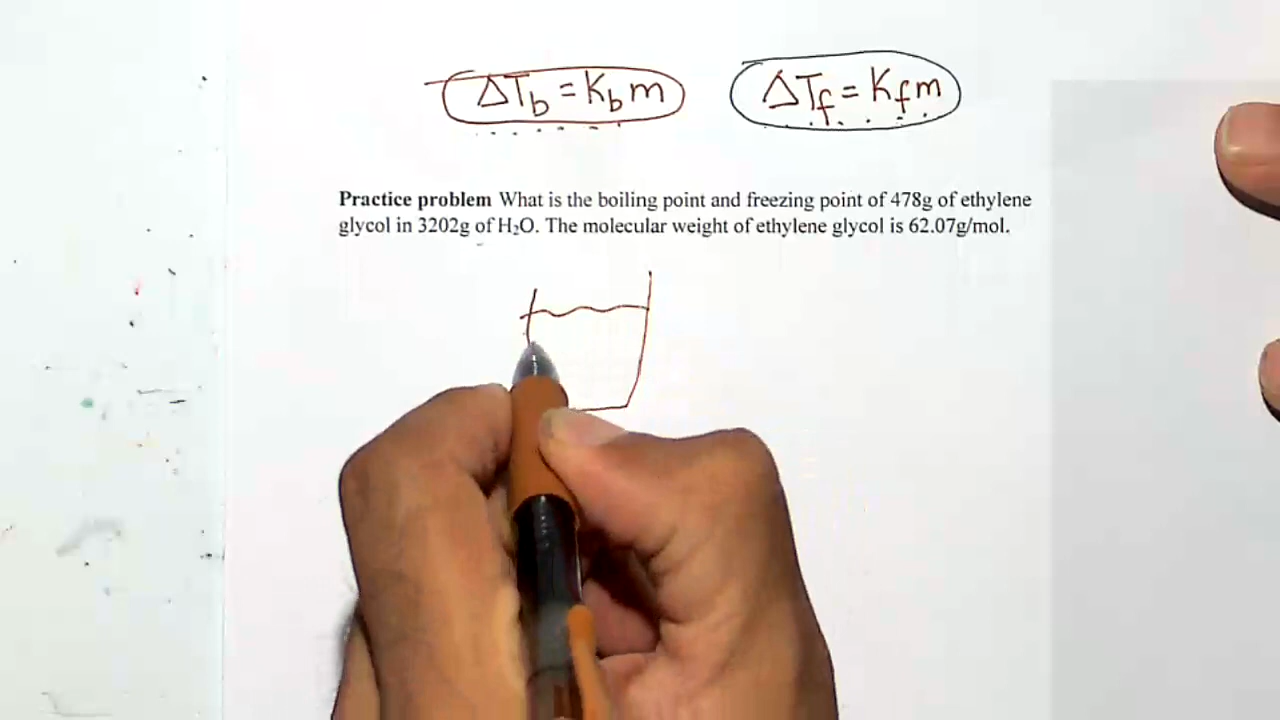 ΔTb = Kbm ΔTf = Kfm
Practice problem What is the boiling point and freezing point of 478g of ethylene
glycol in 3202g of H₂O. The molecular weight of ethylene glycol is 62.07g/mol.